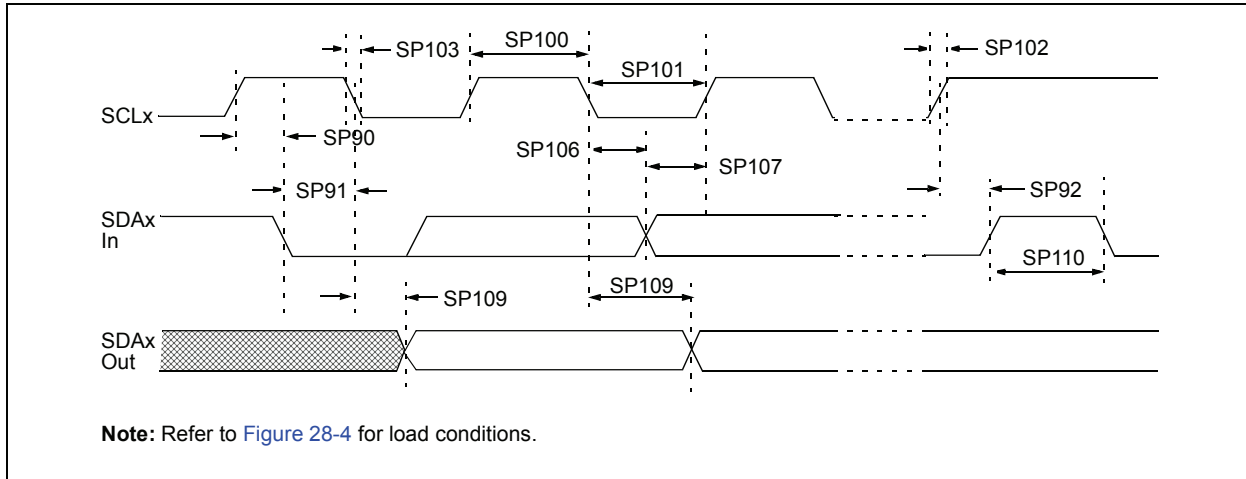 SP103
SP100
SP102
SP101
SCLx
SP90
SP106
SP107
SP91
SP92
SDAx
In
SP110
SP109
SP109
SDAx
Out
Note: Refer to Figure 28-4 for load conditions.